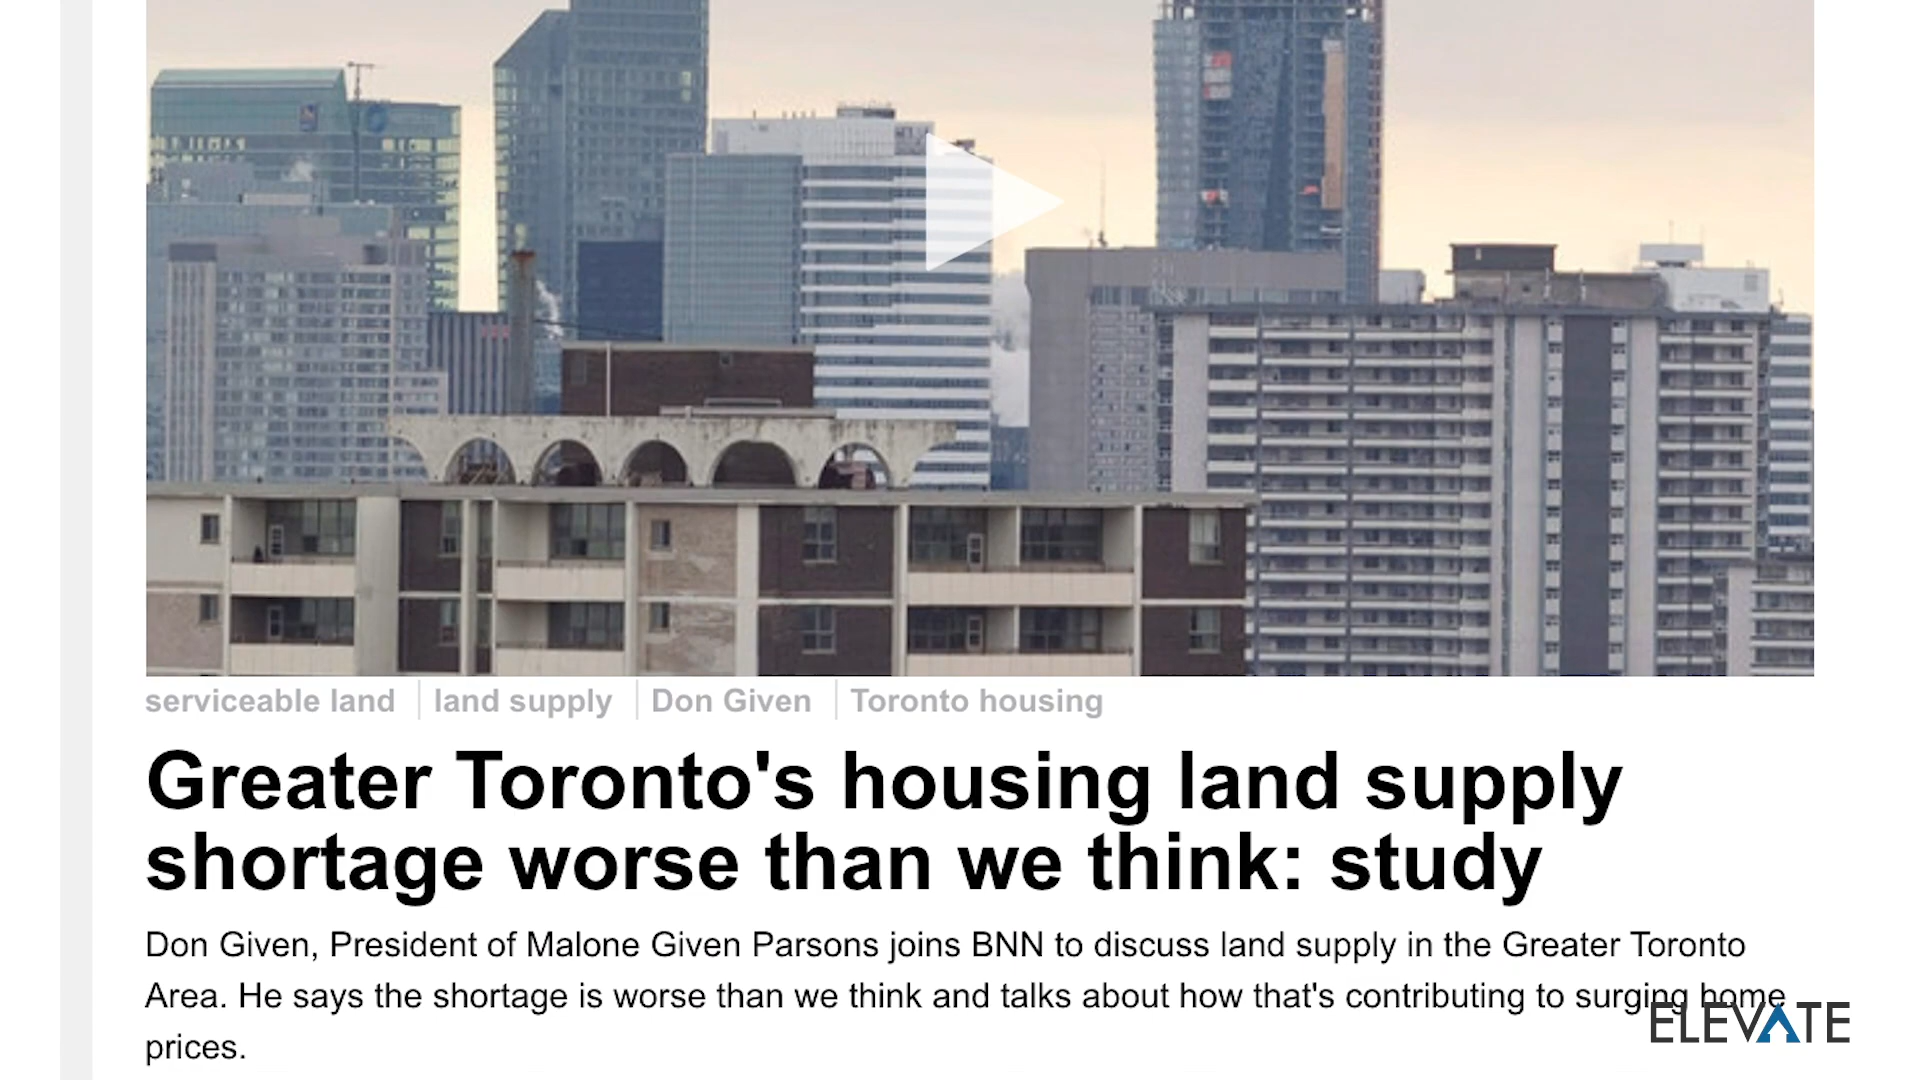 serviceable land
land supply
Don Given
Toronto housing
Greater Toronto's housing land supply
shortage worse than we think: study
Don Given, President of Malone Given Parsons joins BNN to discuss land supply in the Greater Toronto
Area. He says the shortage is worse than we think and talks about how that's contributing to surging home
prices.
ELEVATE